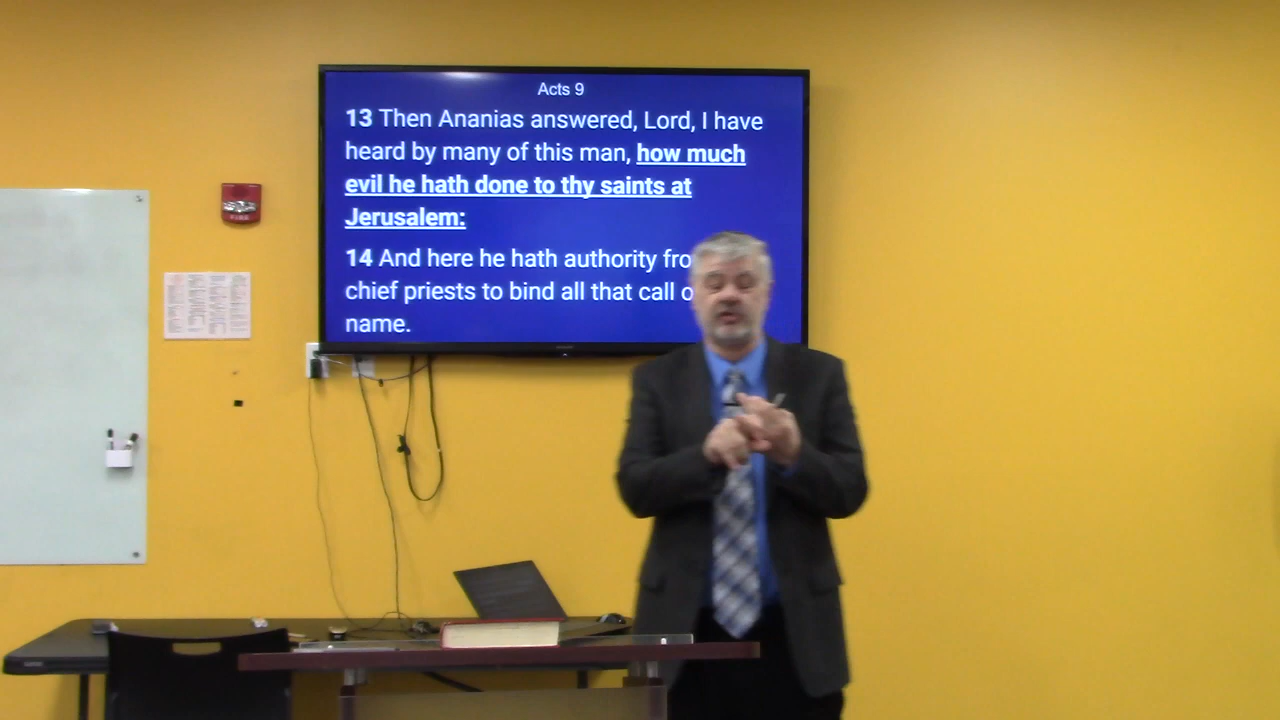 Acts 9
13 Then Ananias answered, Lord, I have
heard by many of this man, how much
evil he hath done to thy saints at
Jerusalem:
14 And here he hath authority
chief priests to bind all that call
name.
FIRE